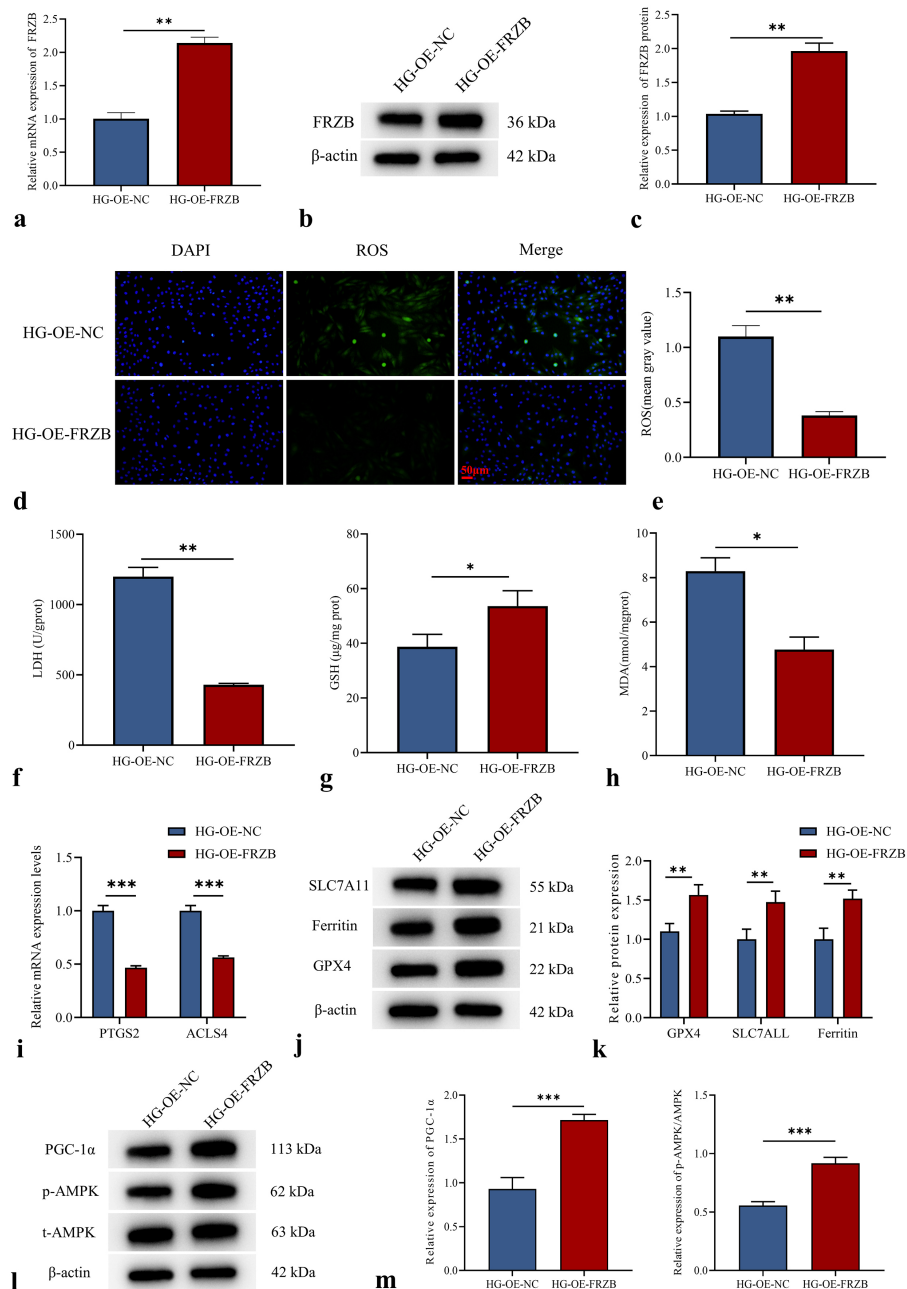 Relative mRNA expression of FRZB
2.5
2.0
1.5
1.0
0.5
0.0
**
HG-OE-NC HG-OE-FRZB
a
HG-OE-NC
HG-OE-FRZB
FRZB 36 kDa
β-actin 42 kDa
b
Relative expression of FRZB protein
2.5
2.0
1.5
1.0
0.5
0.0
**
HG-OE-NC HG-OE-FRZB
c
DAPI ROS Merge
HG-OE-NC
HG-OE-FRZB
50μm
d
ROS(mean gray value)
1.5
1.0
0.5
0.0
**
HG-OE-NC HG-OE-FRZB
e
LDH (U/gprot)
1500
1000
500
0
**
HG-OE-NC HG-OE-FRZB
f
GSH (μg/mg prot)
80
60
40
20
0
*
HG-OE-NC HG-OE-FRZB
g
MDA(nmol/mgprot)
10
8
6
4
2
0
*
HG-OE-NC HG-OE-FRZB
h
HG-OE-NC
HG-OE-FRZB
Relative mRNA expression levels
1.5
1.0
0.5
0.0
*** ***
PTGS2 ACLS4
i
HG-OE-NC
HG-OE-FRZB
SLC7A11 55 kDa
Ferritin 21 kDa
GPX4 22 kDa
β-actin 42 kDa
j
HG-OE-NC
HG-OE-FRZB
Relative protein expression
2.0
1.5
1.0
0.5
0.0
** ** **
GPX4 SLC7ALL Ferritin
k
HG-OE-NC
HG-OE-FRZB
PGC-1α 113 kDa
p-AMPK 62 kDa
t-AMPK 63 kDa
β-actin 42 kDa
l
Relative expression of PGC-1α
2.0
1.5
1.0
0.5
0.0
***
HG-OE-NC HG-OE-FRZB
m
Relative expression of p-AMPK/AMPK
1.5
1.0
0.5
0.0
***
HG-OE-NC HG-OE-FRZB